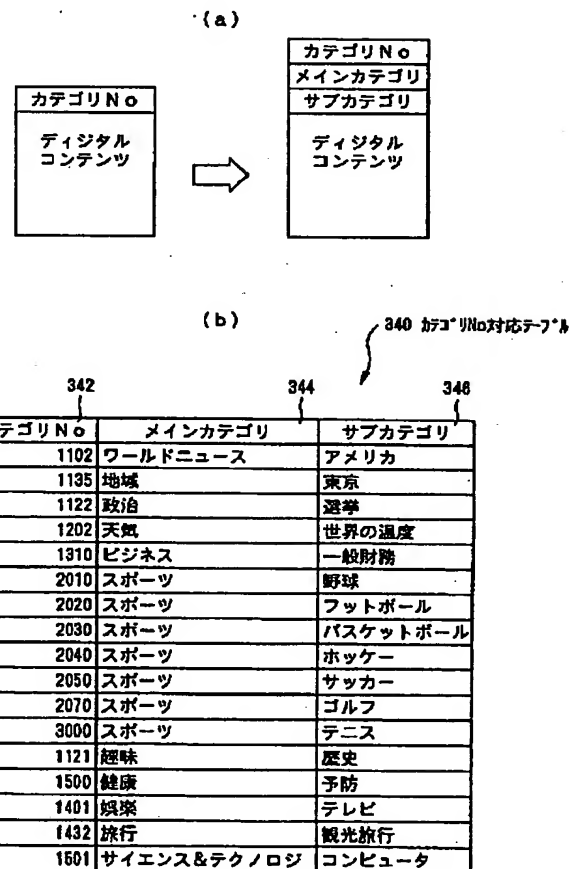 (a)
カテゴリNo
ディジタル
コンテンツ
カテゴリNo
メインカテゴリ
サブカテゴリ
ディジタル
コンテンツ
(b)
340 ｶﾃｺﾞﾘNo対応ﾃｰﾌﾞﾙ
342 344 346
テゴリNo メインカテゴリ サブカテゴリ
1102 ワールドニュース アメリカ
1135 地域 東京
1122 政治 選挙
1202 天気 世界の温度
1310 ビジネス 一般財務
2010 スポーツ 野球
2020 スポーツ フットボール
2030 スポーツ バスケットボール
2040 スポーツ ホッケー
2050 スポーツ サッカー
2070 スポーツ ゴルフ
3000 スポーツ テニス
1121 趣味 歴史
1500 健康 予防
1401 娯楽 テレビ
1432 旅行 観光旅行
1501 サイエンス&テクノロジ コンピュータ